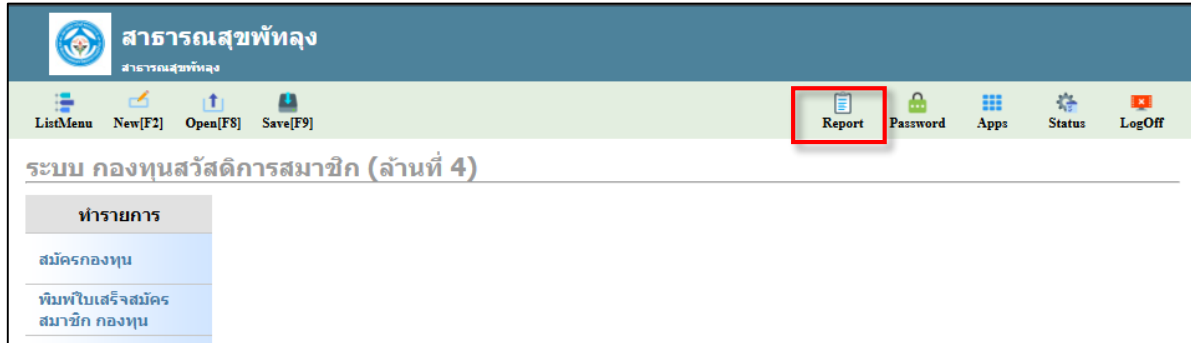 สาธารณสุขพัทลุง
สาธารณสุขพัทลุง
ListMenu New[F2] Open[F8] Save[F9] Report Password Apps Status LogOff
ระบบ กองทุนสวัสดิการสมาชิก (ล้านที่ 4)
ทำรายการ
สมัครกองทุน
พิมพ์ใบเสร็จสมัคร
สมาชิก กองทุน